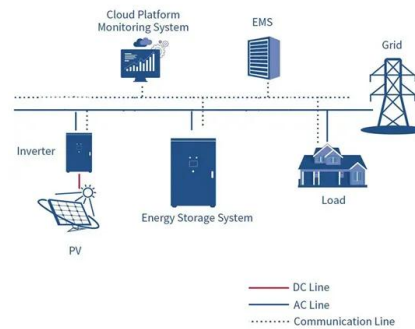 Cloud Platform
Monitoring System
EMS
Grid
Inverter
Energy Storage System
Load
PV
DC Line
AC Line
Communication Line